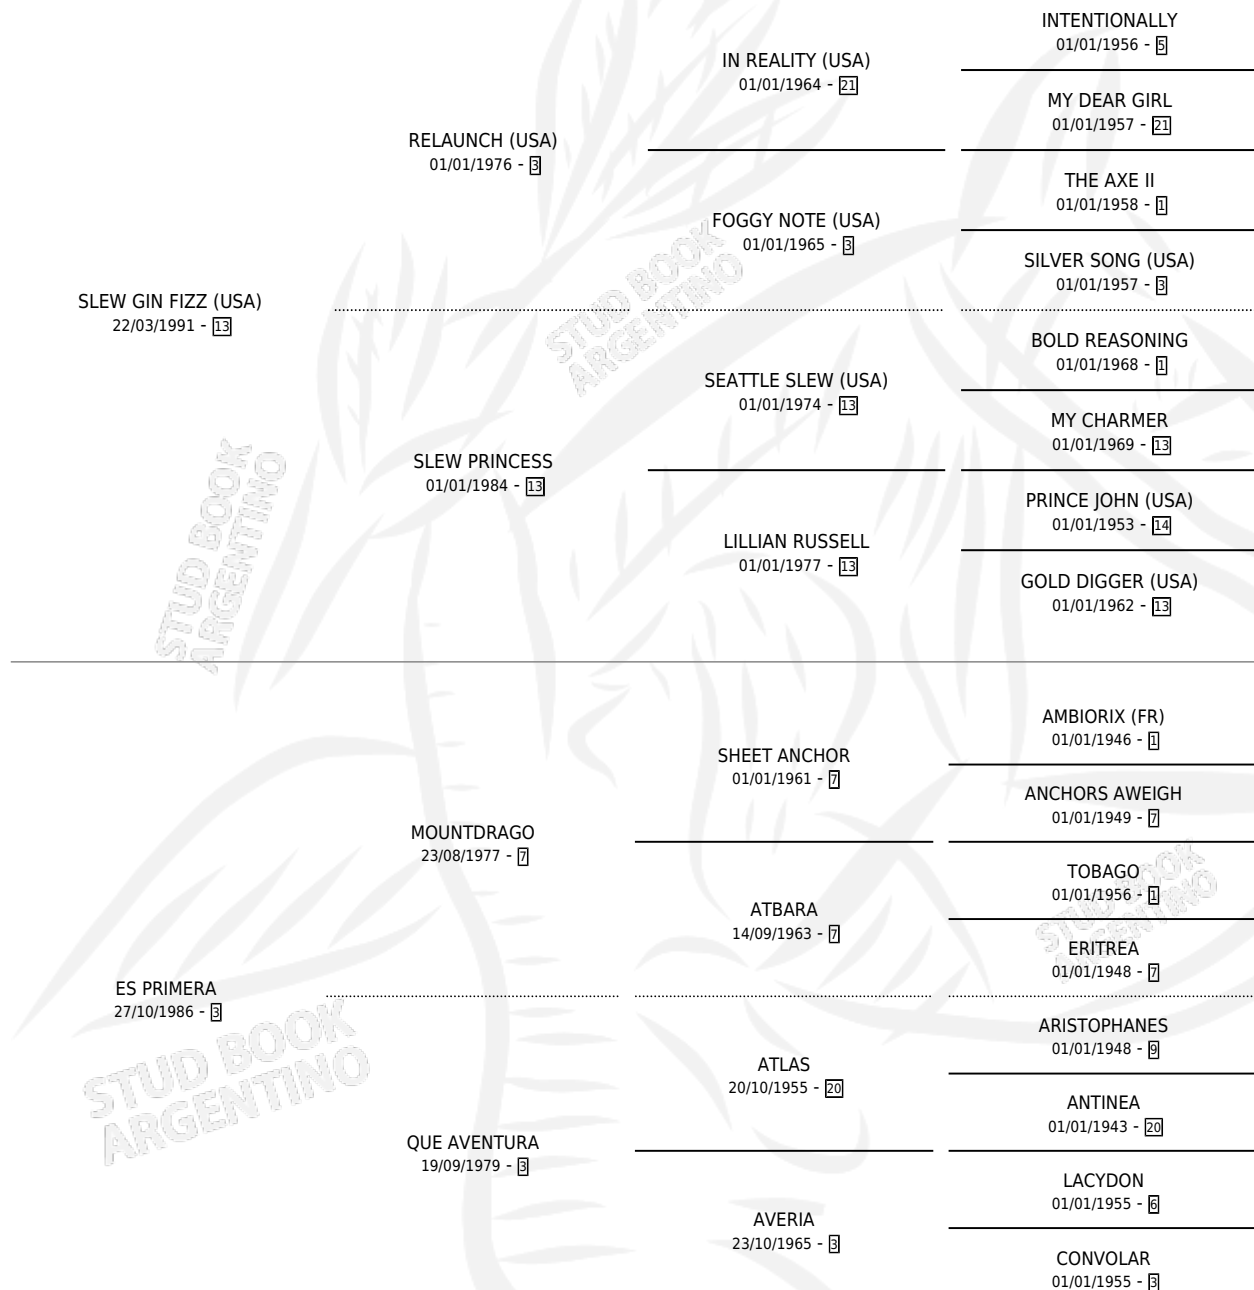 INTENTIONALLY
01/01/1956 - 5
IN REALITY (USA)
01/01/1964 - 21
MY DEAR GIRL
01/01/1957 - 21
RELAUNCH (USA)
01/01/1976 - 3
THE AXE II
01/01/1958 - 1
FOGGY NOTE (USA)
01/01/1965 - 3
SILVER SONG (USA)
01/01/1957 - 3
SLEW GIN FIZZ (USA)
22/03/1991 - 13
STUD BOOK
ARGENTINO
BOLD REASONING
01/01/1968 - 1
SEATTLE SLEW (USA)
01/01/1974 - 13
MY CHARMER
01/01/1969 - 13
SLEW PRINCESS
01/01/1984 - 13
PRINCE JOHN (USA)
01/01/1953 - 14
LILLIAN RUSSELL
01/01/1977 - 13
GOLD DIGGER (USA)
01/01/1962 - 13
STUD BOOK
ARGENTINO
AMBIORIX (FR)
01/01/1946 - 1
SHEET ANCHOR
01/01/1961 - 7
ANCHORS AWEIGH
01/01/1949 - 7
MOUNTDRAGO
23/08/1977 - 7
TOBAGO
01/01/1956 - 1
ATBARA
14/09/1963 - 7
STUD BOOK
ARGENTINO
ERITREA
01/01/1948 - 7
ES PRIMERA
27/10/1986 - 3
STUD BOOK
ARGENTINO
ARISTOPHANES
01/01/1948 - 9
ATLAS
20/10/1955 - 20
ANTINEA
01/01/1943 - 20
QUE AVENTURA
19/09/1979 - 3
LACYDON
01/01/1955 - 6
AVERIA
23/10/1965 - 3
CONVOLAR
01/01/1955 - 3